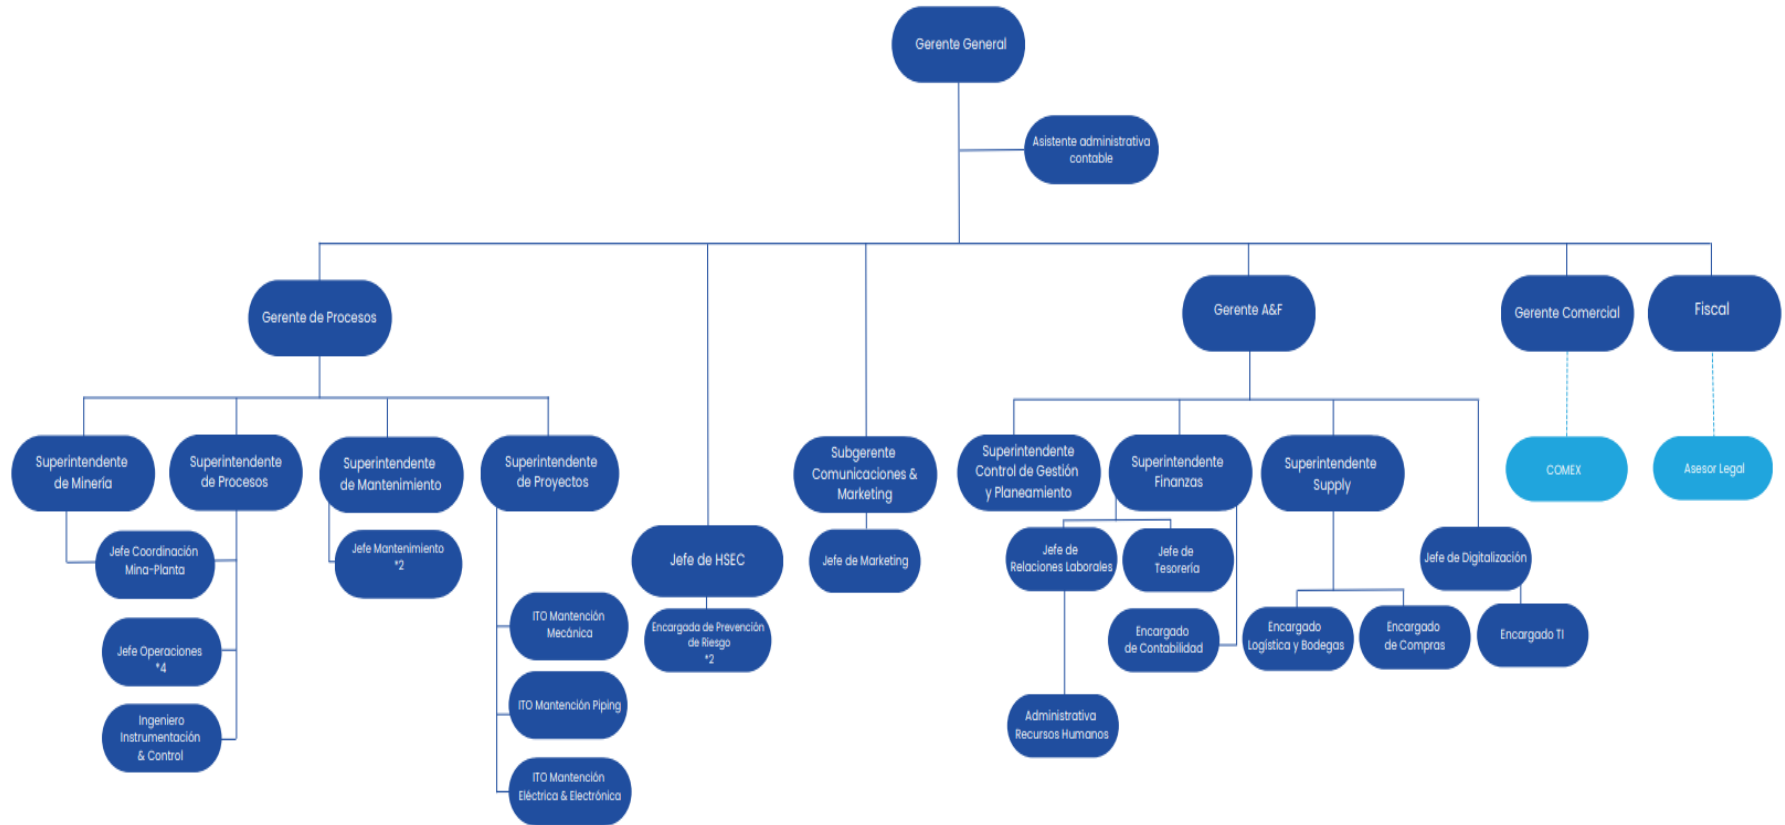 Gerente General
Asistente administrativa
contable
Gerente de Procesos
Gerente A&F
Gerente Comercial
Fiscal
Superintendente
de Minería
Superintendente
de Procesos
Superintendente
de Mantenimiento
Superintendente
de Proyectos
Subgerente
Comunicaciones &
Marketing
Superintendente
Control de Gestión
y Planeamiento
Superintendente
Finanzas
Superintendente
Supply
COMEX
Asesor Legal
Jefe Coordinación
Mina-Planta
Jefe Mantenimiento
*2
Jefe de HSEC
Jefe de Marketing
Jefe de
Relaciones Laborales
Jefe de
Tesorería
Jefe de Digitalización
Jefe Operaciones
*4
ITO Mantención
Mecánica
Encargada de Prevención
de Riesgo
*2
Encargado
de Contabilidad
Encargado
Logística y Bodegas
Encargado
de Compras
Encargado TI
Ingeniero
Instrumentación
& Control
ITO Mantención Piping
Administrativa
Recursos Humanos
ITO Mantención
Eléctrica & Electrónica